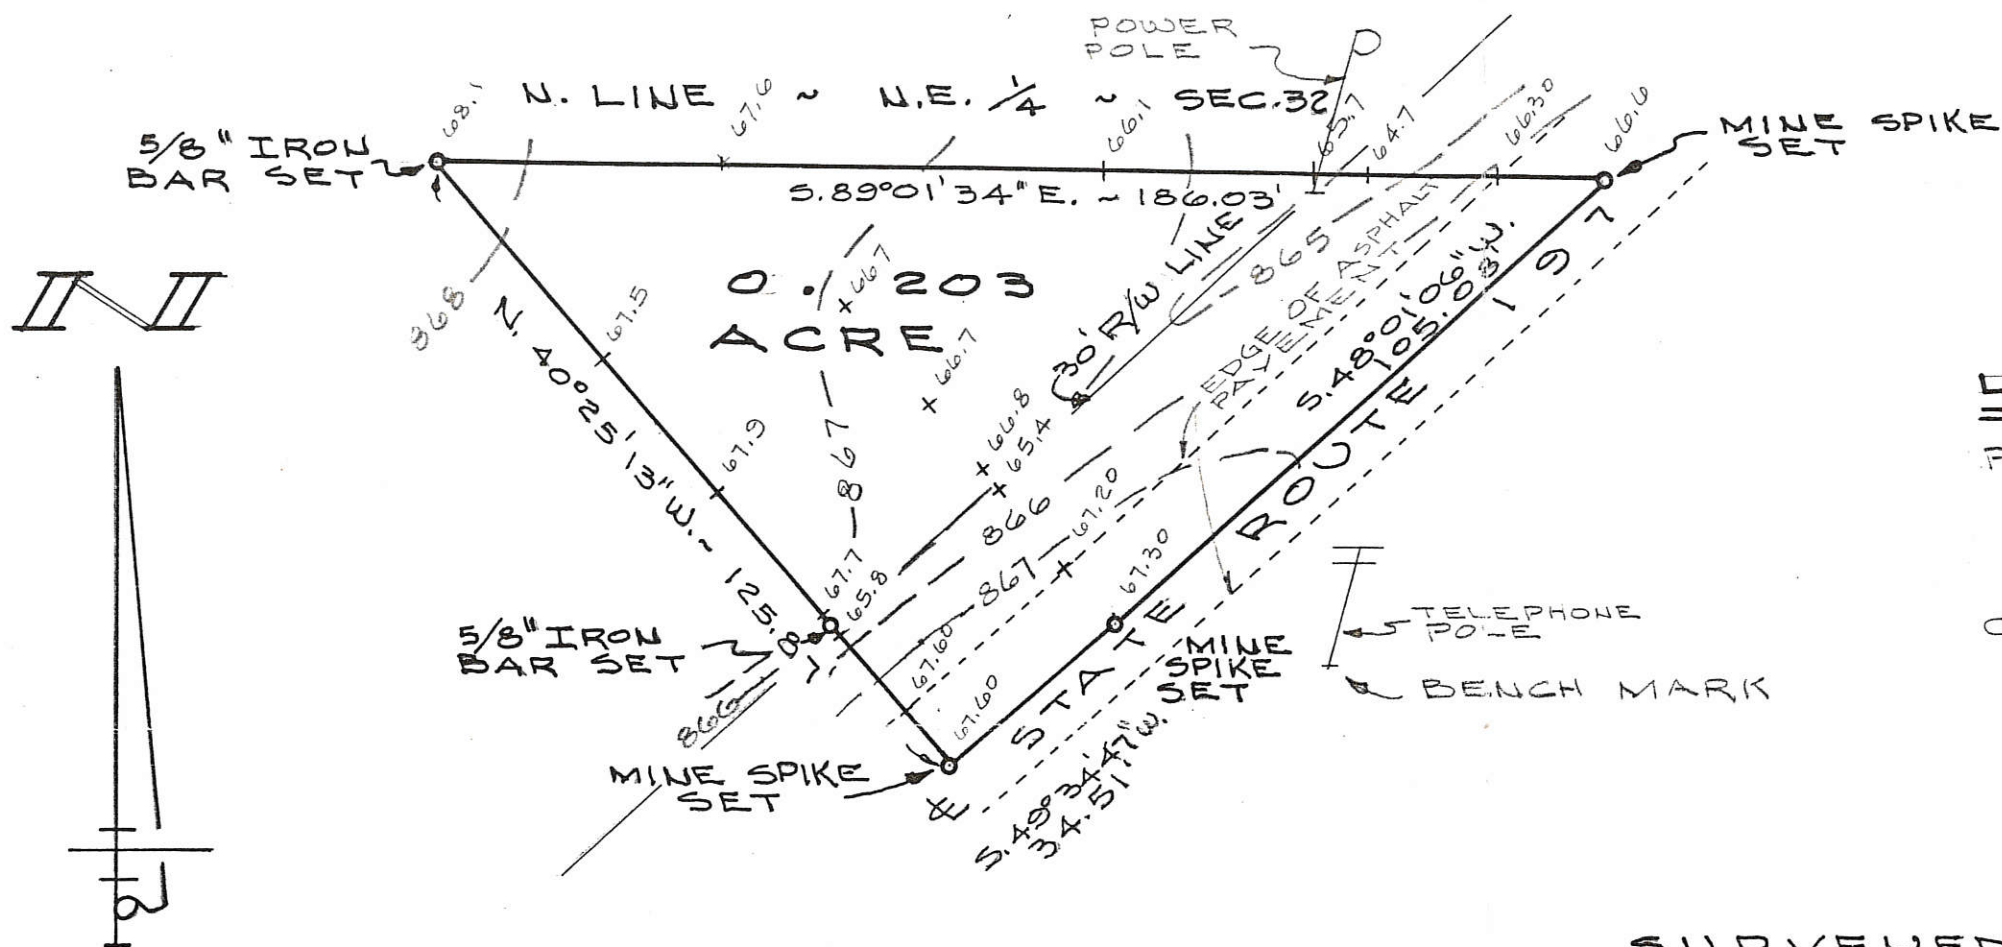 POWER
POLE
N. LINE ~ N.E. 1/4 ~ SEC.32
68.1
67.6
66.1
65.7
64.7
66.30
66.6
5/8" IRON
BAR SET
MINE SPIKE
SET
S.89°01'34"E. ~ 186.03'
N
868
0.203
ACRE
66.7
66.7
66.8
65.4
30' R/W LINE
865
EDGE OF ASPHALT
PAVEMENT
S.48°01'06"W.
105.03'
STATE ROUTE 197
N. 40°25'13"W. ~ 125.87'
67.5
67.9
67.7
65.8
867
866
867
67.20
67.30
67.60
67.60
5/8" IRON
BAR SET
866
MINE SPIKE
SET
MINE
SPIKE
SET
S.49°34'47"W.
34.51'
TELEPHONE
POLE
BENCH MARK
SURVEYED